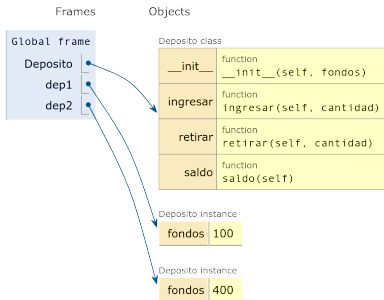 Frames Objects
Global frame
Deposito
dep1
dep2
Deposito class
__init__
function
__init__(self, fondos)
ingresar
function
ingresar(self, cantidad)
retirar
function
retirar(self, cantidad)
saldo
function
saldo(self)
Deposito instance
fondos 100
Deposito instance
fondos 400